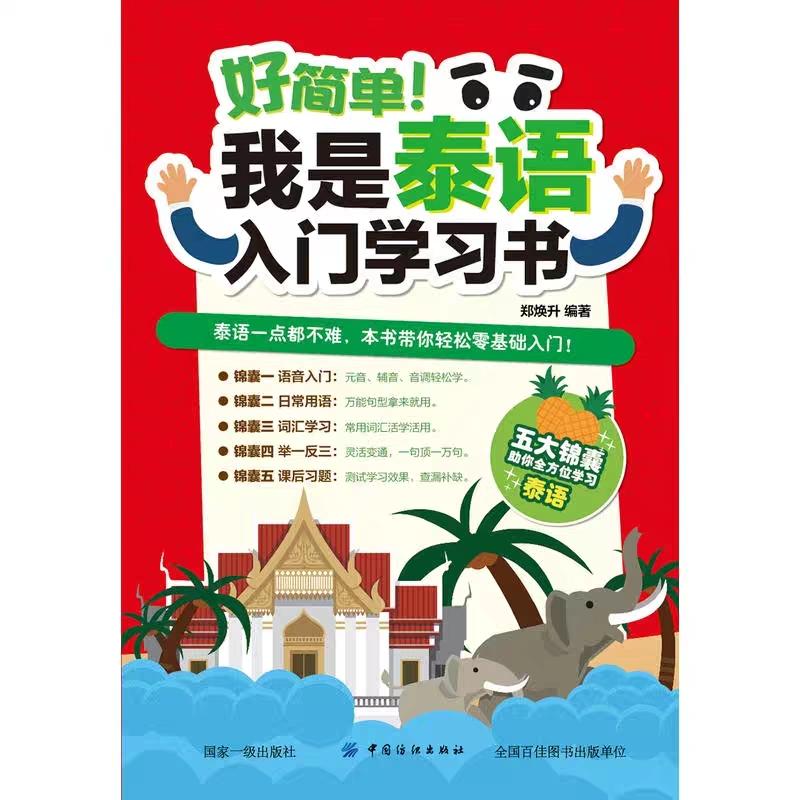 好简单！
我是泰语
入门学习书
郑焕升 编著
泰语一点都不难，本书带你轻松零基础入门！
● 锦囊一 语音入门：元音、辅音、音调轻松学。
● 锦囊二 日常用语：万能句型拿来就用。
● 锦囊三 词汇学习：常用词汇活学活用。
● 锦囊四 举一反三：灵活变通，一句顶一万句。
● 锦囊五 课后习题：测试学习效果，查漏补缺。
五大锦囊
助你全方位学习
泰语
国家一级出版社 中国纺织出版社 全国百佳图书出版单位